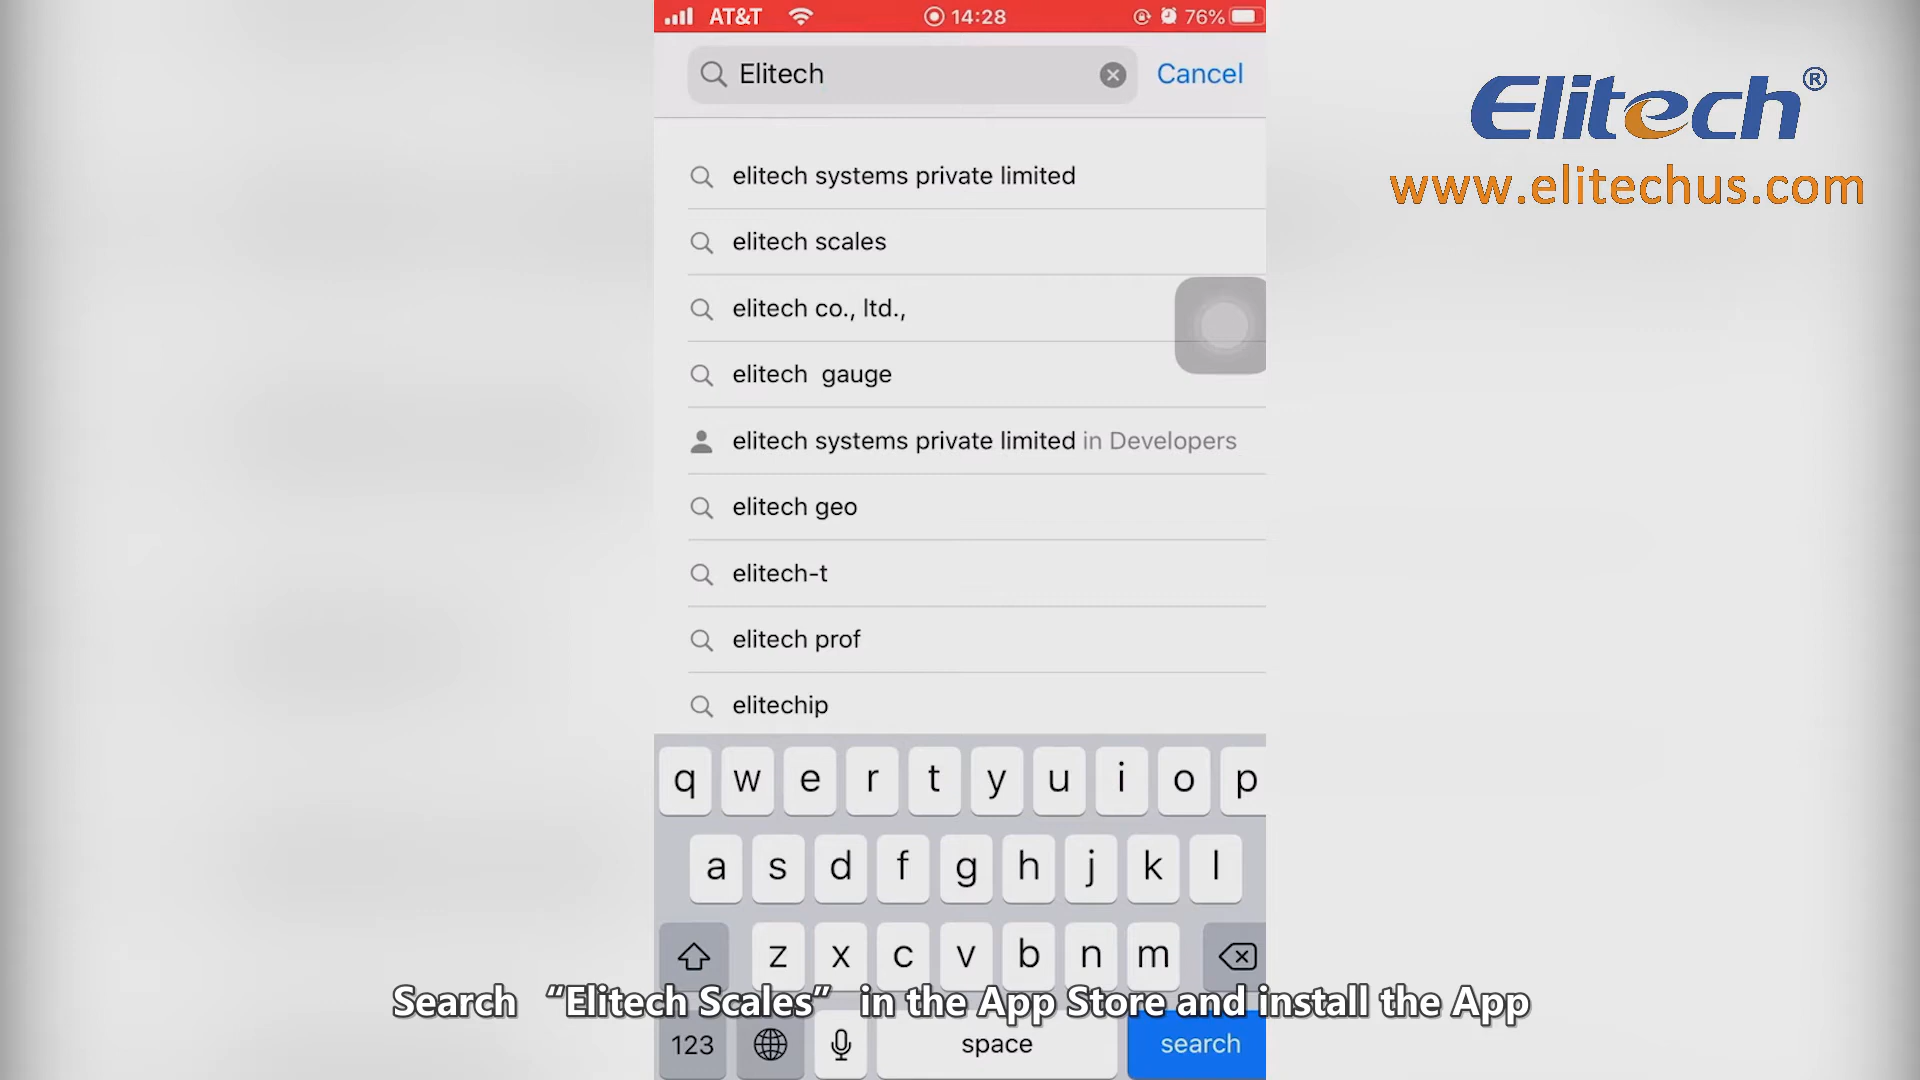 AT&T 14:28 76%
Elitech Cancel
Elitech®
www.elitechus.com
elitech systems private limited
elitech scales
elitech co., ltd.,
elitech  gauge
elitech systems private limited in Developers
elitech geo
elitech-t
elitech prof
elitechip
q w e r t y u i o p
a s d f g h j k l
z x c v b n m
Search “Elitech Scales” in the App Store and install the App
123 space search